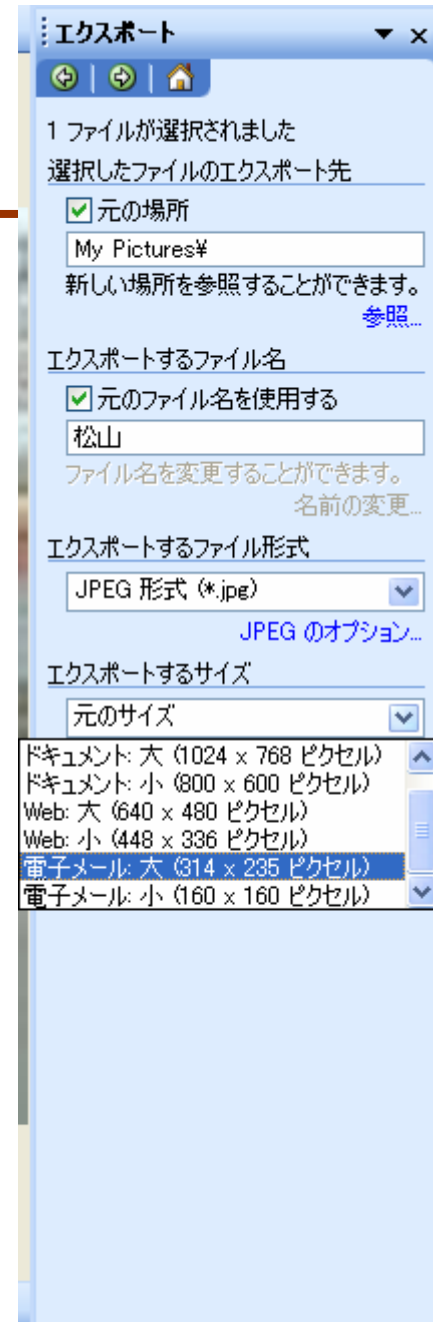 エクスポート
1 ファイルが選択されました
選択したファイルのエクスポート先
元の場所
My Pictures¥
新しい場所を参照することができます。
参照...
エクスポートするファイル名
元のファイル名を使用する
松山
ファイル名を変更することができます。
名前の変更...
エクスポートするファイル形式
JPEG 形式 (*.jpg)
JPEG のオプション...
エクスポートするサイズ
元のサイズ
ドキュメント: 大 (1024 x 768 ピクセル)
ドキュメント: 小 (800 x 600 ピクセル)
Web: 大 (640 x 480 ピクセル)
Web: 小 (448 x 336 ピクセル)
電子メール: 大 (314 x 235 ピクセル)
電子メール: 小 (160 x 160 ピクセル)